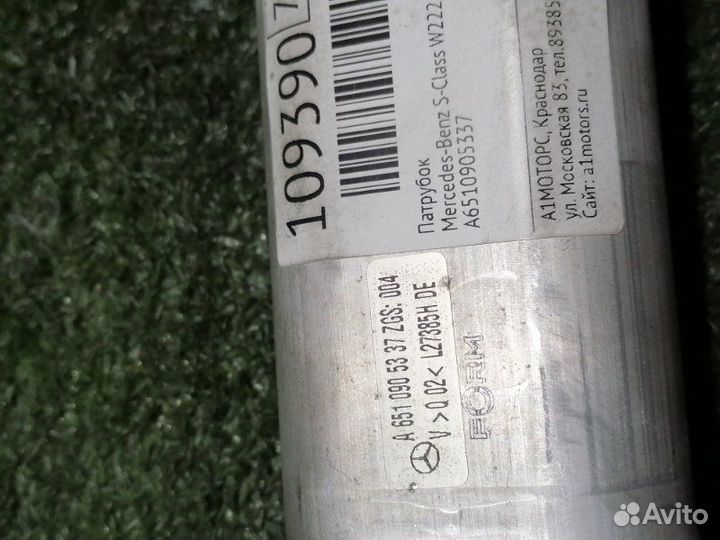 109390
Патрубок
Mercedes-Benz S-Class W222
A6510905337
А1МОТОРС, Краснодар
ул. Московская 83, тел.89385
Сайт: a1motors.ru
A 651 090 53 37 ZGS: 004
V >Q 02< L27385H DE
FORM
Avito